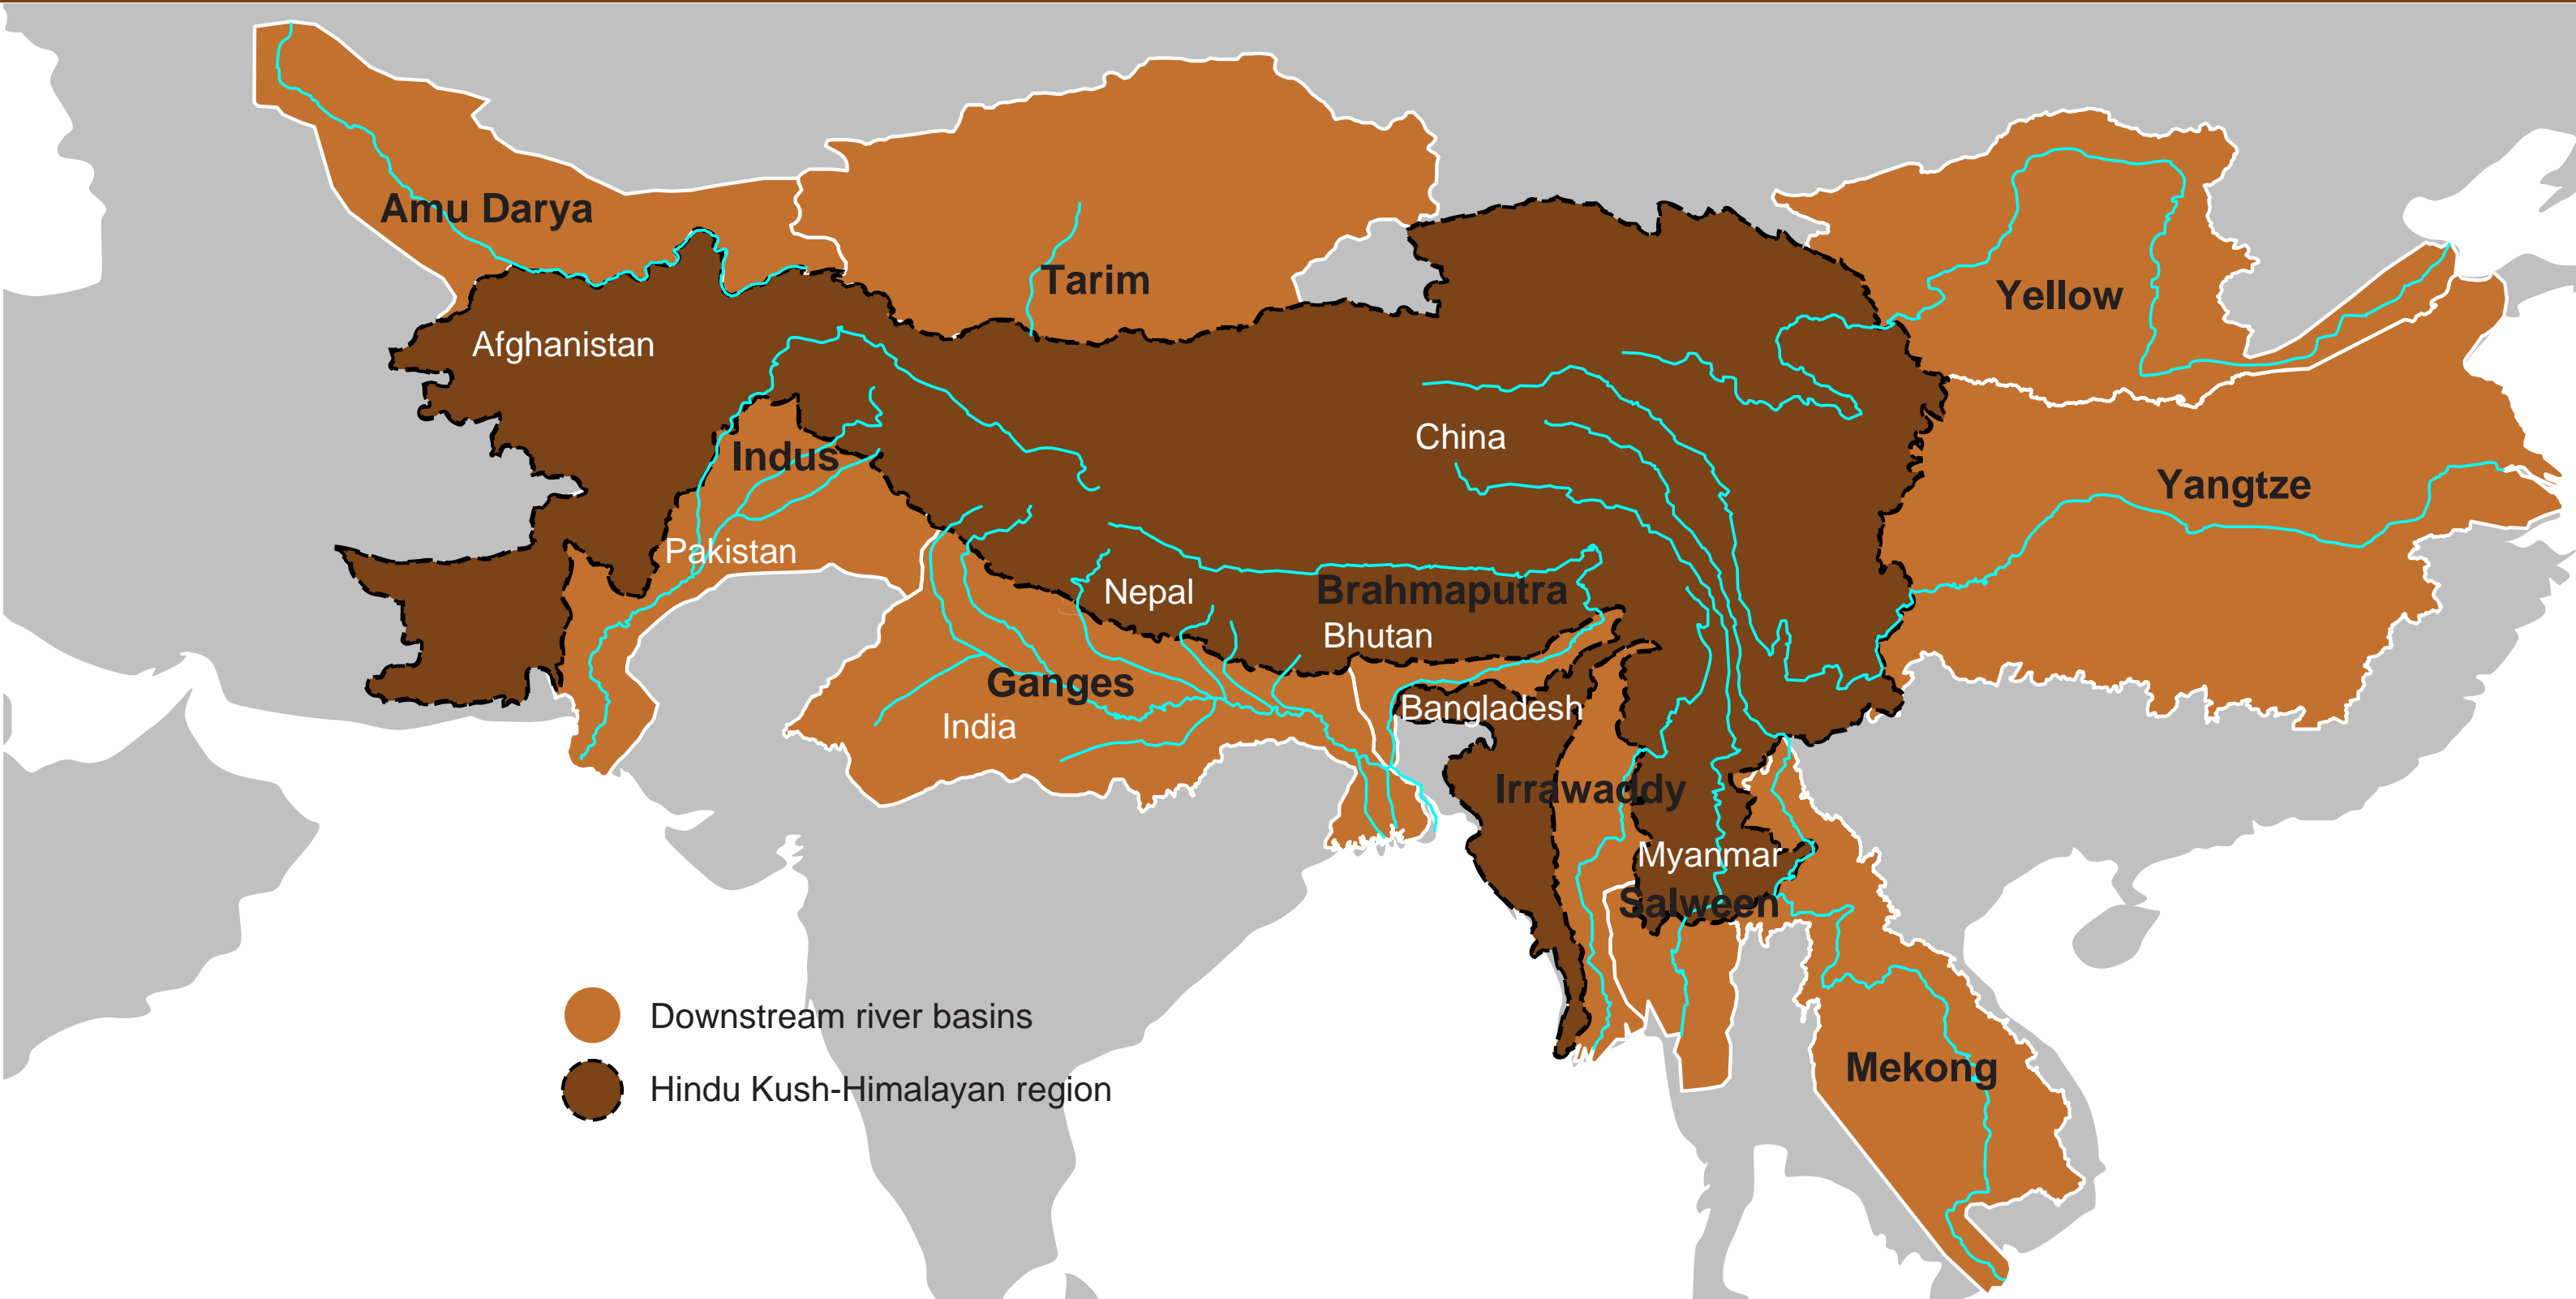 Amu Darya
Tarim
Yellow
Afghanistan
China
Indus
Yangtze
Pakistan
Nepal
Brahmaputra
Bhutan
Ganges
Bangladesh
India
Irrawaddy
Myanmar
Salween
Downstream river basins
Mekong
Hindu Kush-Himalayan region